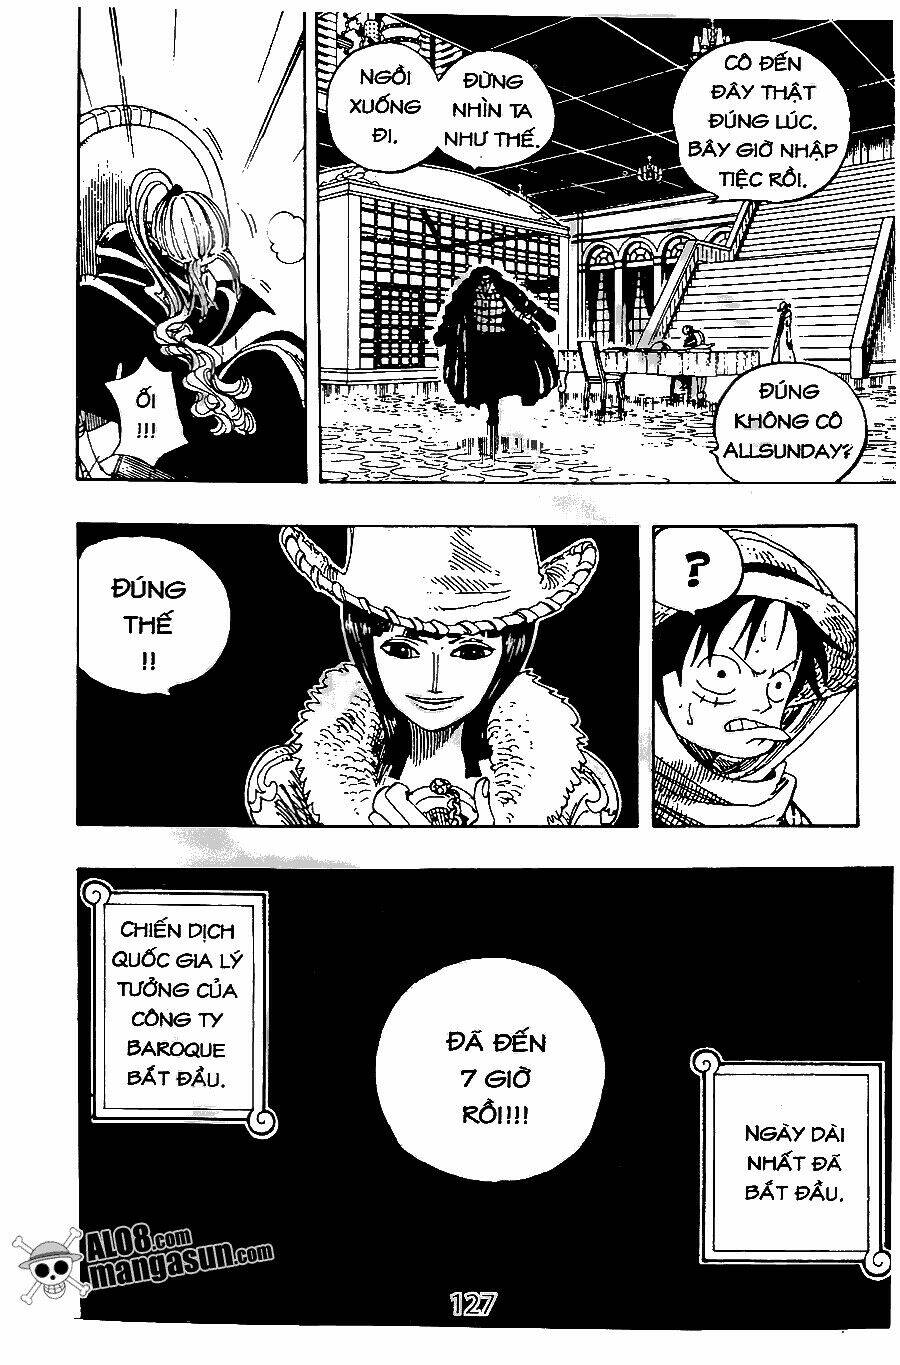 CÔ ĐẾN
ĐÂY THẬT
ĐÚNG LÚC.
BÂY GIỜ NHẬP
TIỆC RỒI.
ĐỪNG
NHÌN TA
NHƯ THẾ.
NGỒI
XUỐNG
ĐI.
ỐI
!!!
ĐÚNG
KHÔNG CÔ
ALLSUNDAY?
?
ĐÚNG
THẾ
!!
CHIẾN DỊCH
QUỐC GIA LÝ
TƯỞNG CỦA
CÔNG TY
BAROQUE
BẮT ĐẦU.
ĐÃ ĐẾN
7 GIỜ
RỒI!!!
NGÀY DÀI
NHẤT ĐÃ
BẮT ĐẦU.
AL08.com
mangasun.com
127